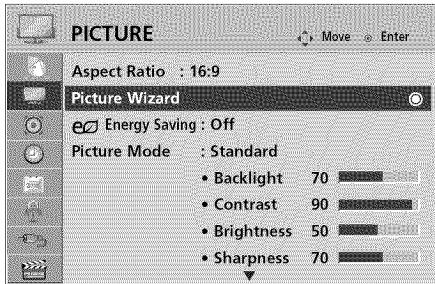 PICTURE
Move Enter
Aspect Ratio : 16:9
Picture Wizard
Energy Saving : Off
Picture Mode : Standard
• Backlight 70
• Contrast 90
• Brightness 50
• Sharpness 70